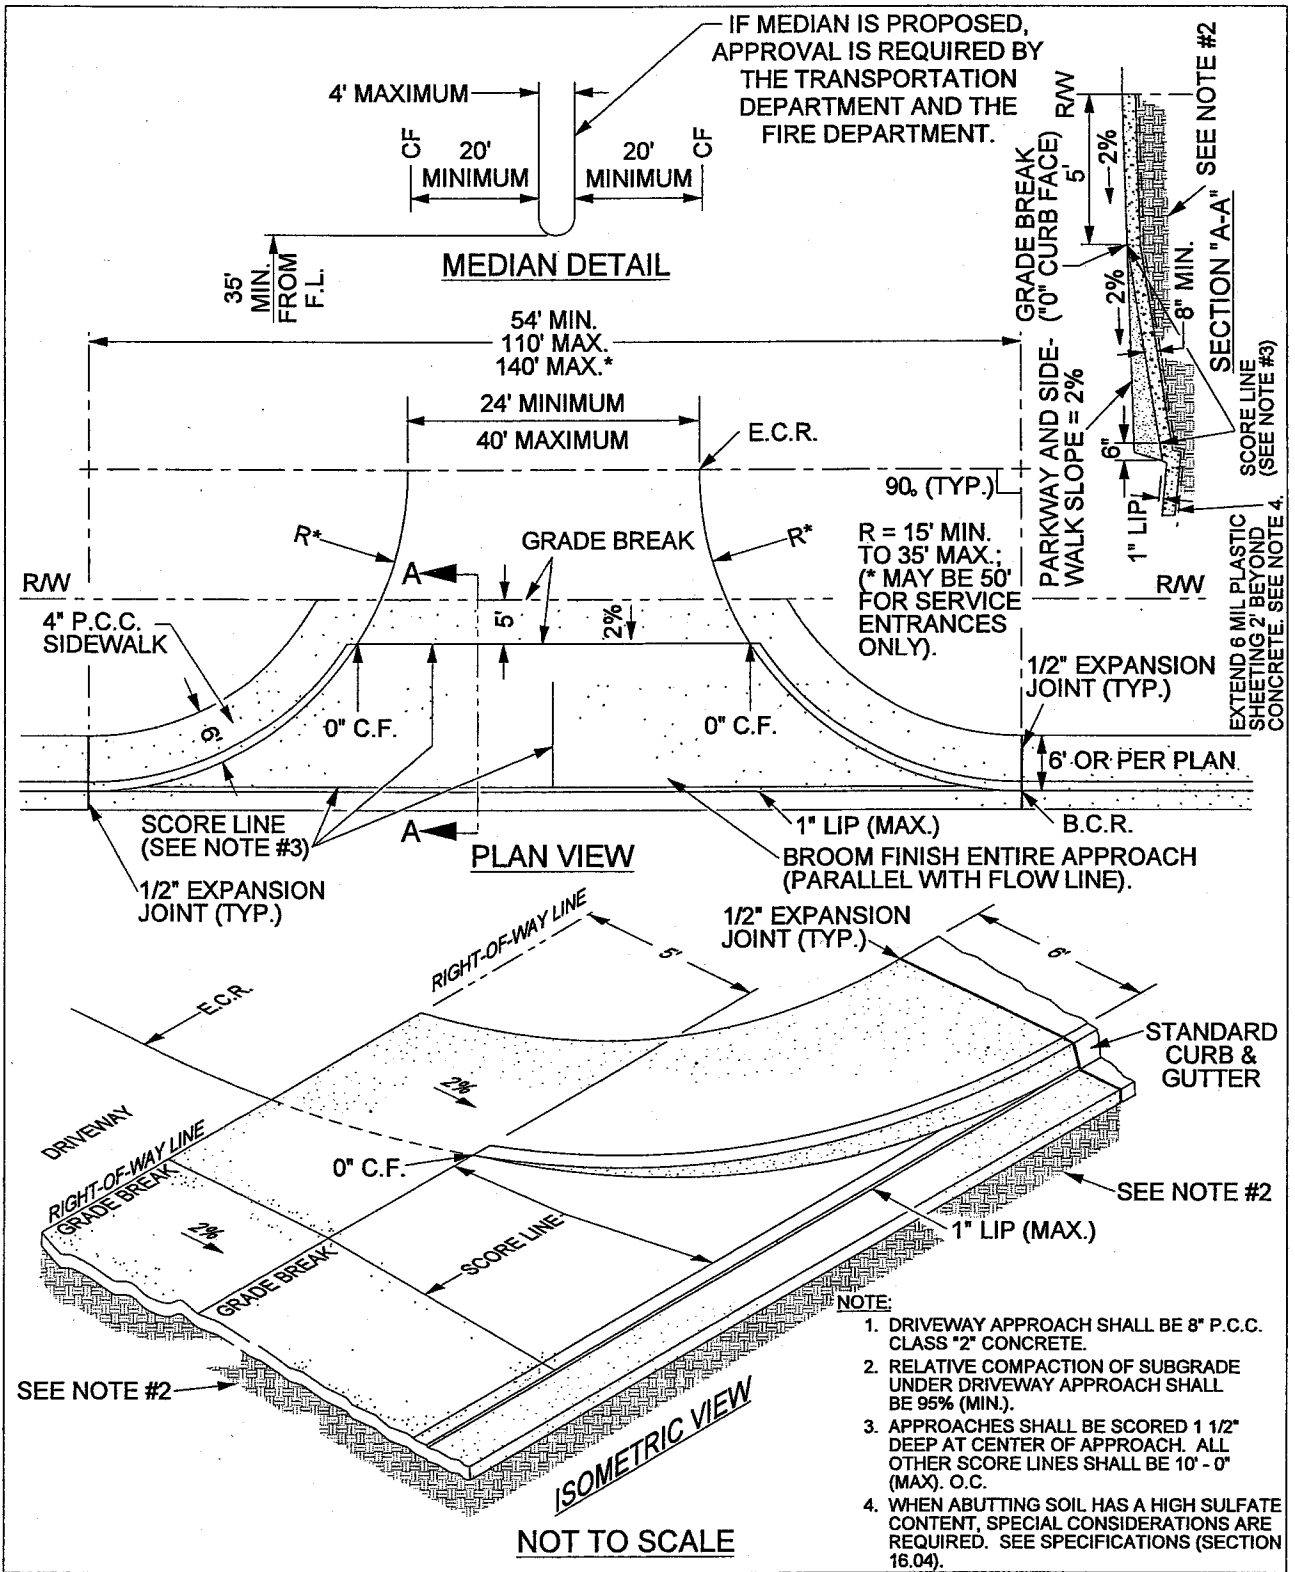 IF MEDIAN IS PROPOSED,
APPROVAL IS REQUIRED BY
THE TRANSPORTATION
DEPARTMENT AND THE
FIRE DEPARTMENT.
4' MAXIMUM
CF
20'
MINIMUM
20'
MINIMUM
CF
35'
MIN.
FROM
F.L.
MEDIAN DETAIL
54' MIN.
110' MAX.
140' MAX.*
24' MINIMUM
40' MAXIMUM
E.C.R.
90° (TYP.)
R*
GRADE BREAK
R*
R = 15' MIN.
TO 35' MAX.;
(* MAY BE 50'
FOR SERVICE
ENTRANCES
ONLY).
R/W
A
R/W
4" P.C.C.
SIDEWALK
5'
2%
6'
0" C.F.
0" C.F.
1/2" EXPANSION
JOINT (TYP.)
6' OR PER PLAN
SCORE LINE
(SEE NOTE #3)
A
1" LIP (MAX.)
B.C.R.
PLAN VIEW
BROOM FINISH ENTIRE APPROACH
(PARALLEL WITH FLOW LINE).
1/2" EXPANSION
JOINT (TYP.)
R/W
SEE NOTE #2
5'
2%
GRADE BREAK
("0" CURB FACE)
2%
8" MIN.
SECTION "A-A"
PARKWAY AND SIDE-
WALK SLOPE = 2%
6"
1" LIP
SCORE LINE
(SEE NOTE #3)
EXTEND 6 MIL PLASTIC
SHEETING 2' BEYOND
CONCRETE. SEE NOTE 4.
RIGHT-OF-WAY LINE
1/2" EXPANSION
JOINT (TYP.)
5'
6'
E.C.R.
STANDARD
CURB &
GUTTER
2%
DRIVEWAY
RIGHT-OF-WAY LINE
GRADE BREAK
0" C.F.
2%
SEE NOTE #2
1" LIP (MAX.)
SCORE LINE
GRADE BREAK
SEE NOTE #2
ISOMETRIC VIEW
NOT TO SCALE
NOTE:
1. DRIVEWAY APPROACH SHALL BE 8" P.C.C.
CLASS "2" CONCRETE.
2. RELATIVE COMPACTION OF SUBGRADE
UNDER DRIVEWAY APPROACH SHALL
BE 95% (MIN.).
3. APPROACHES SHALL BE SCORED 1 1/2"
DEEP AT CENTER OF APPROACH. ALL
OTHER SCORE LINES SHALL BE 10' - 0"
(MAX). O.C.
4. WHEN ABUTTING SOIL HAS A HIGH SULFATE
CONTENT, SPECIAL CONSIDERATIONS ARE
REQUIRED. SEE SPECIFICATIONS (SECTION
16.04).